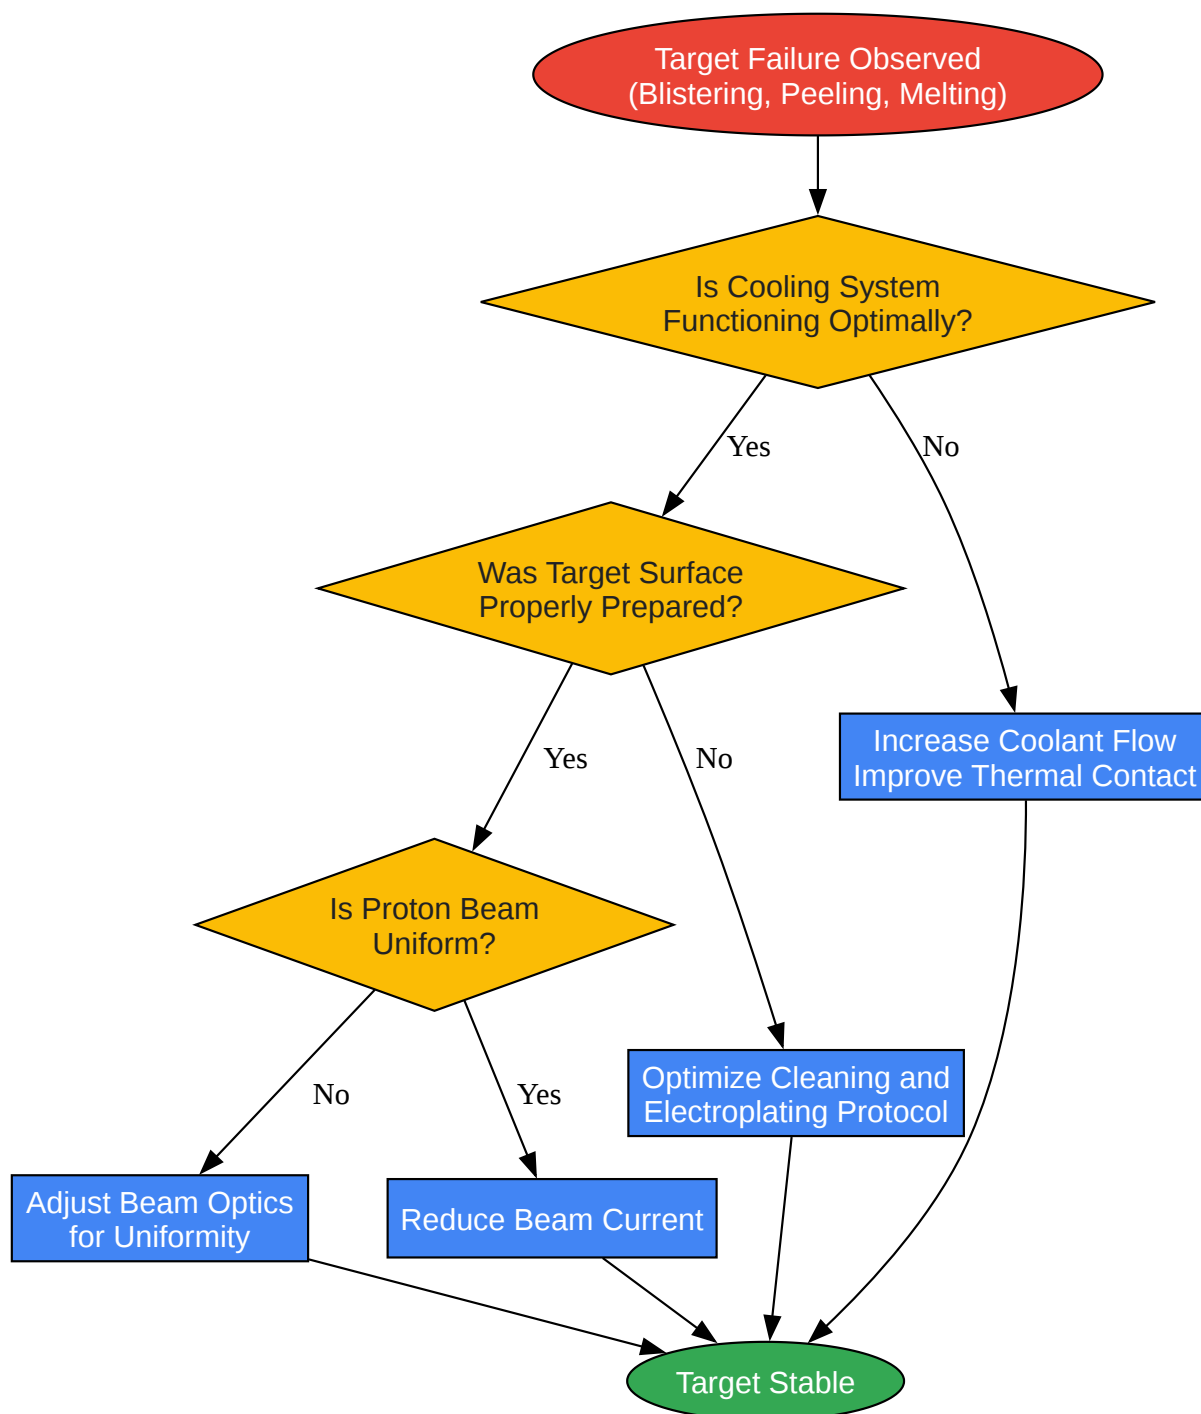 Target Failure Observed
(Blistering, Peeling, Melting)
Is Cooling System
Functioning Optimally?
Yes
No
Was Target Surface
Properly Prepared?
Increase Coolant Flow
Improve Thermal Contact
Yes
No
Is Proton Beam
Uniform?
Optimize Cleaning and
Electroplating Protocol
No
Yes
Adjust Beam Optics
for Uniformity
Reduce Beam Current
Target Stable